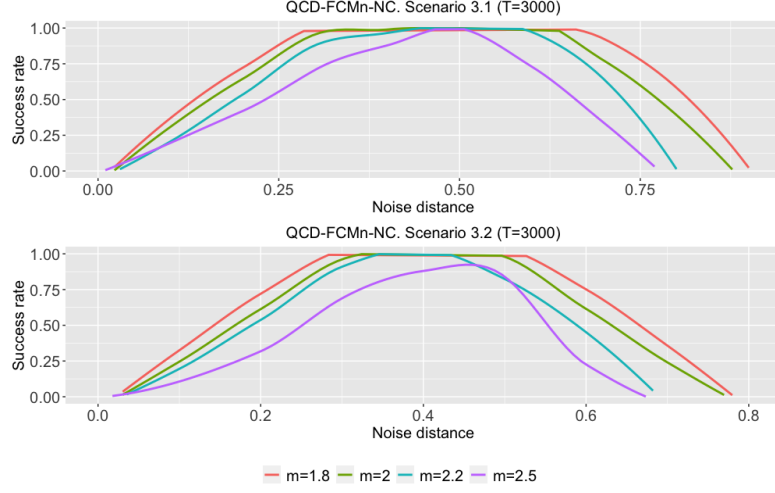 QCD-FCMn-NC. Scenario 3.1 (T=3000)
1.00
0.75
0.50
0.25
0.00
Success rate
0.00 0.25 0.50 0.75
Noise distance
QCD-FCMn-NC. Scenario 3.2 (T=3000)
1.00
0.75
0.50
0.25
0.00
Success rate
0.0 0.2 0.4 0.6 0.8
Noise distance
m=1.8 m=2 m=2.2 m=2.5